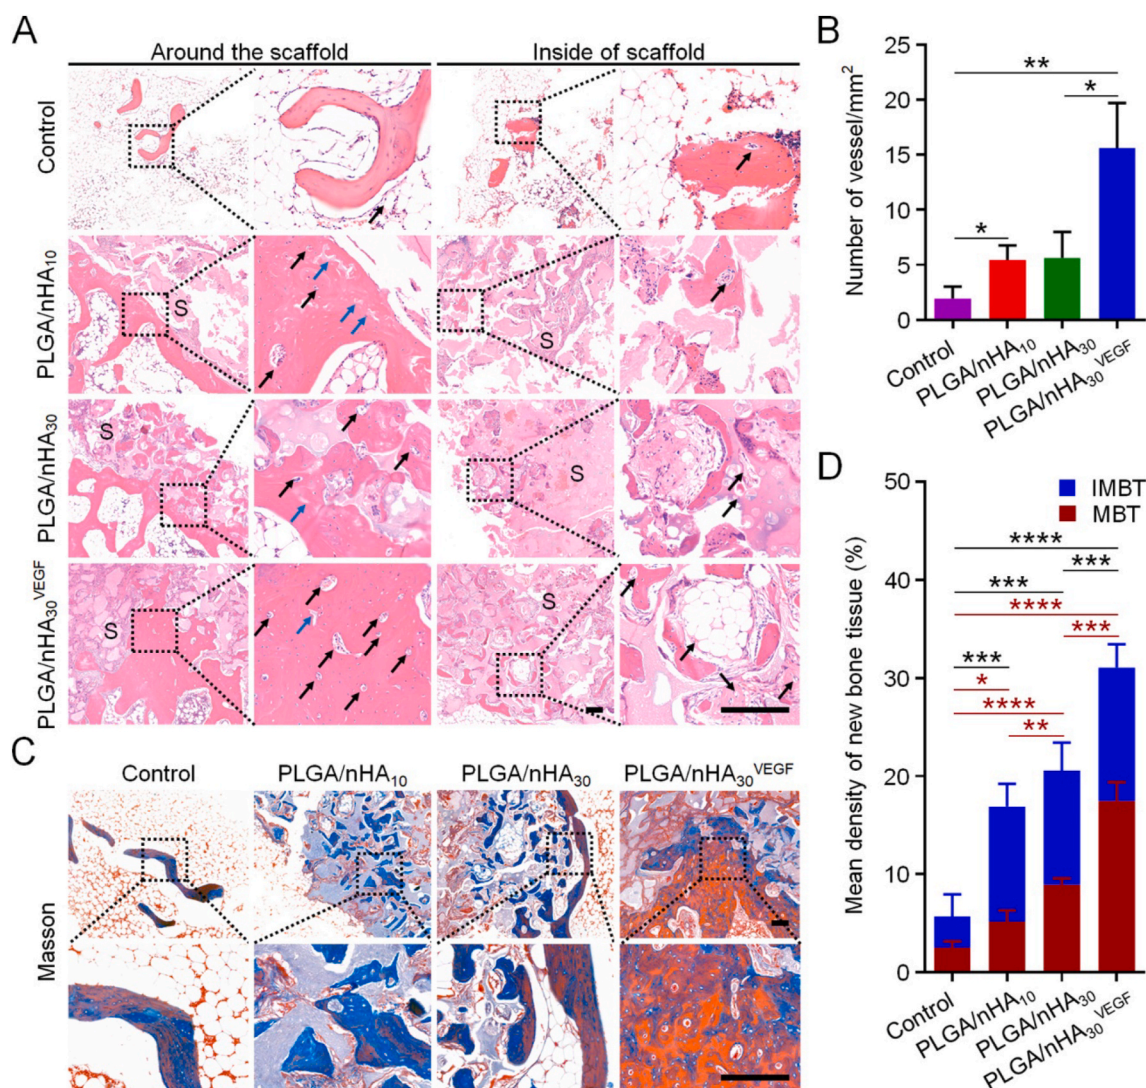 A
Around the scaffold
Inside of scaffold
Control
PLGA/nHA10
PLGA/nHA30
PLGA/nHA30VEGF
S
S
S
S
S
S
B
Number of vessel/mm2
25
20
15
10
5
0
**
*
*
Control
PLGA/nHA10
PLGA/nHA30
PLGA/nHA30VEGF
C
Control
PLGA/nHA10
PLGA/nHA30
PLGA/nHA30VEGF
Masson
D
Mean density of new bone tissue (%)
50
40
30
20
10
0
IMBT
MBT
****
***
***
****
***
***
*
****
**
Control
PLGA/nHA10
PLGA/nHA30
PLGA/nHA30VEGF